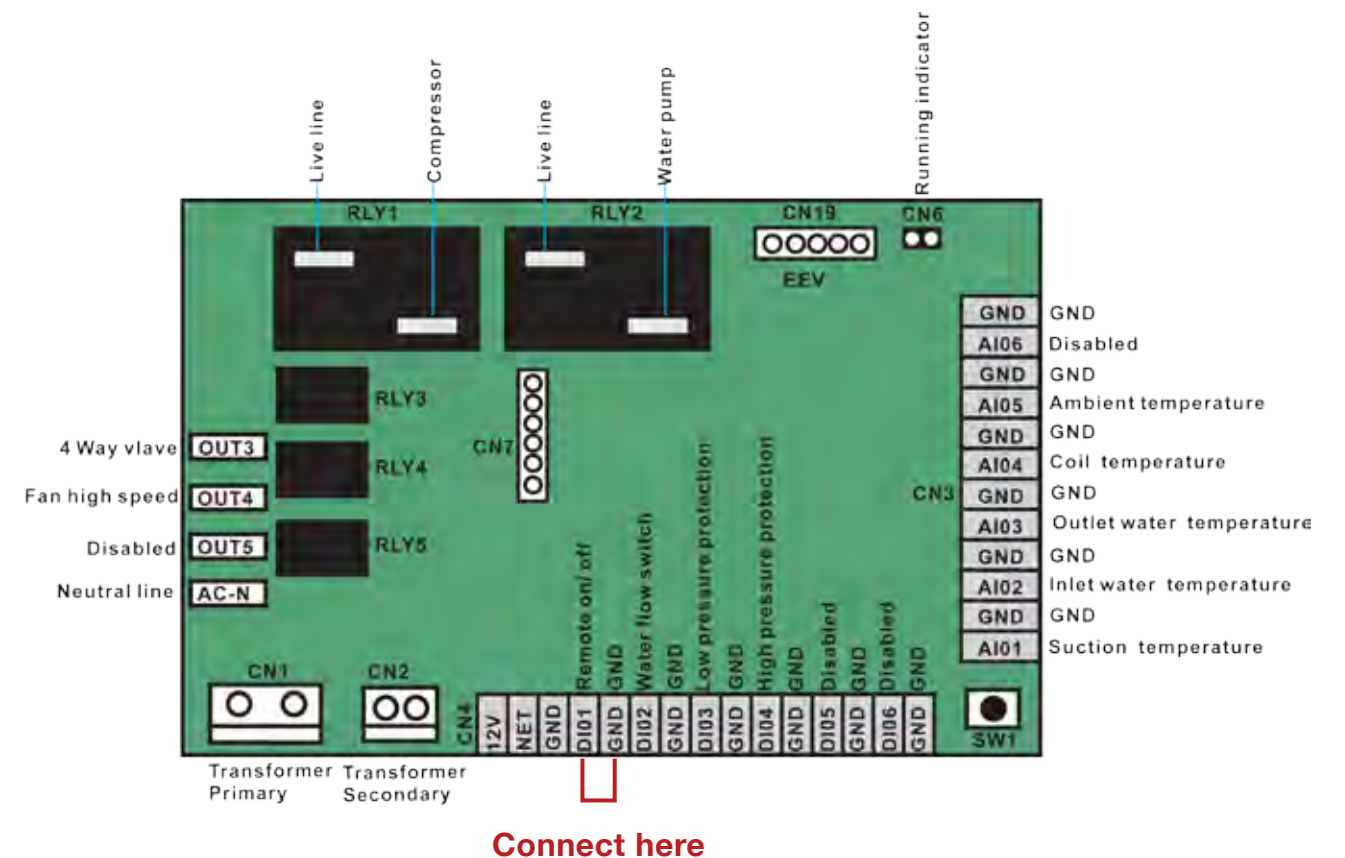 Live line
Compressor
Live line
Water pump
Running indicator
RLY1
RLY2
CN19
CN6
EEV
RLY3
RLY4
RLY5
CN7
4 Way vlave
OUT3
Fan high speed
OUT4
Disabled
OUT5
Neutral line
AC-N
CN3
GND GND
AI06 Disabled
GND GND
AI05 Ambient temperature
GND GND
AI04 Coil temperature
GND GND
AI03 Outlet water temperature
GND GND
AI02 Inlet water temperature
GND GND
AI01 Suction temperature
SW1
CN1
CN2
Transformer
Primary
Transformer
Secondary
CN4
12V
NET
GND
DI01 Remote on/ off
GND GND
DI02 Water flow switch
GND GND
DI03 Low pressure protection
GND GND
DI04 High pressure protection
GND GND
DI05 Disabled
GND GND
DI06 Disabled
GND GND
Connect here